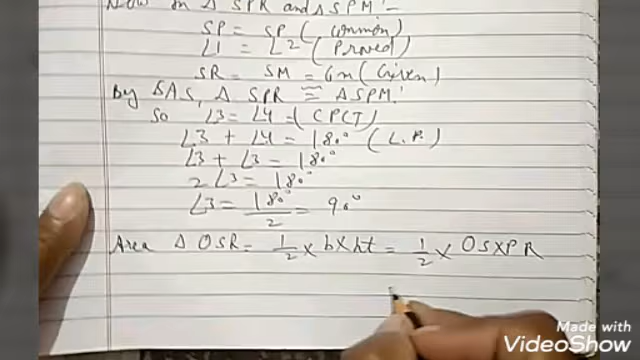 Now in Δ SPR and Δ SPM :-
SP = SP (Common)
∠1 = ∠2 (Proved)
SR = SM = 6m (Given)
By SAS, Δ SPR ≅ ΔSPM.
So ∠3 = ∠4 = (CPCT)
∠3 + ∠4 = 180° (L.P.)
∠3 + ∠3 = 180°
2∠3 = 180°
∠3 = 180°/2 = 90°
Area Δ OSR = 1/2 × b×ht = 1/2 × OS×PR
Made with
VideoShow